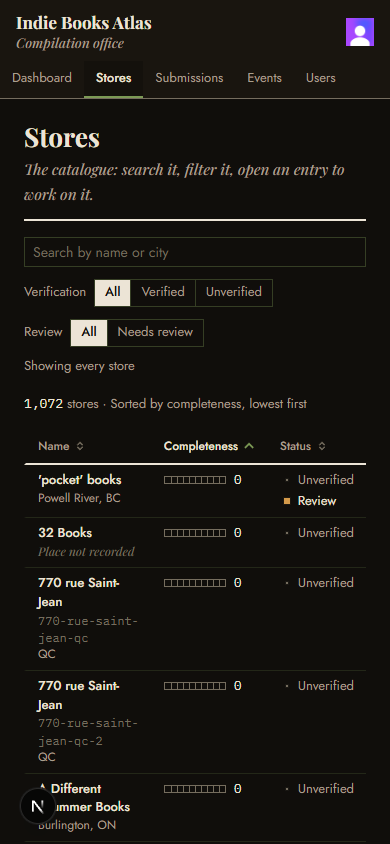 Indie Books Atlas
Compilation office
Dashboard Stores Submissions Events Users
Stores
The catalogue: search it, filter it, open an entry to
work on it.
Search by name or city
Verification All Verified Unverified
Review All Needs review
Showing every store
1,072 stores · Sorted by completeness, lowest first
Name Completeness Status
'pocket' books 0 · Unverified
Powell River, BC Review
32 Books 0 · Unverified
Place not recorded
770 rue Saint- 0 · Unverified
Jean
770-rue-saint-
jean-qc
QC
770 rue Saint- 0 · Unverified
Jean
770-rue-saint-
jean-qc-2
QC
A Different 0 · Unverified
ummer Books
Burlington, ON
N